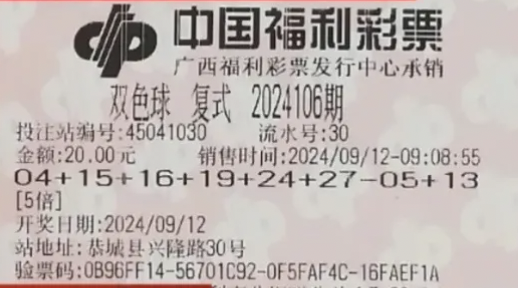 中国福利彩票
广西福利彩票发行中心承销
双色球 复式 2024106期
投注站编号:45041030 流水号:30
金额:20.00元 销售时间:2024/09/12-09:08:55
04+15+16+19+24+27-05+13
[5倍]
开奖日期:2024/09/12
站地址:恭城县兴隆路30号
验票码:0B96FF14-56701C92-0F5FAF4C-16FAEF1A